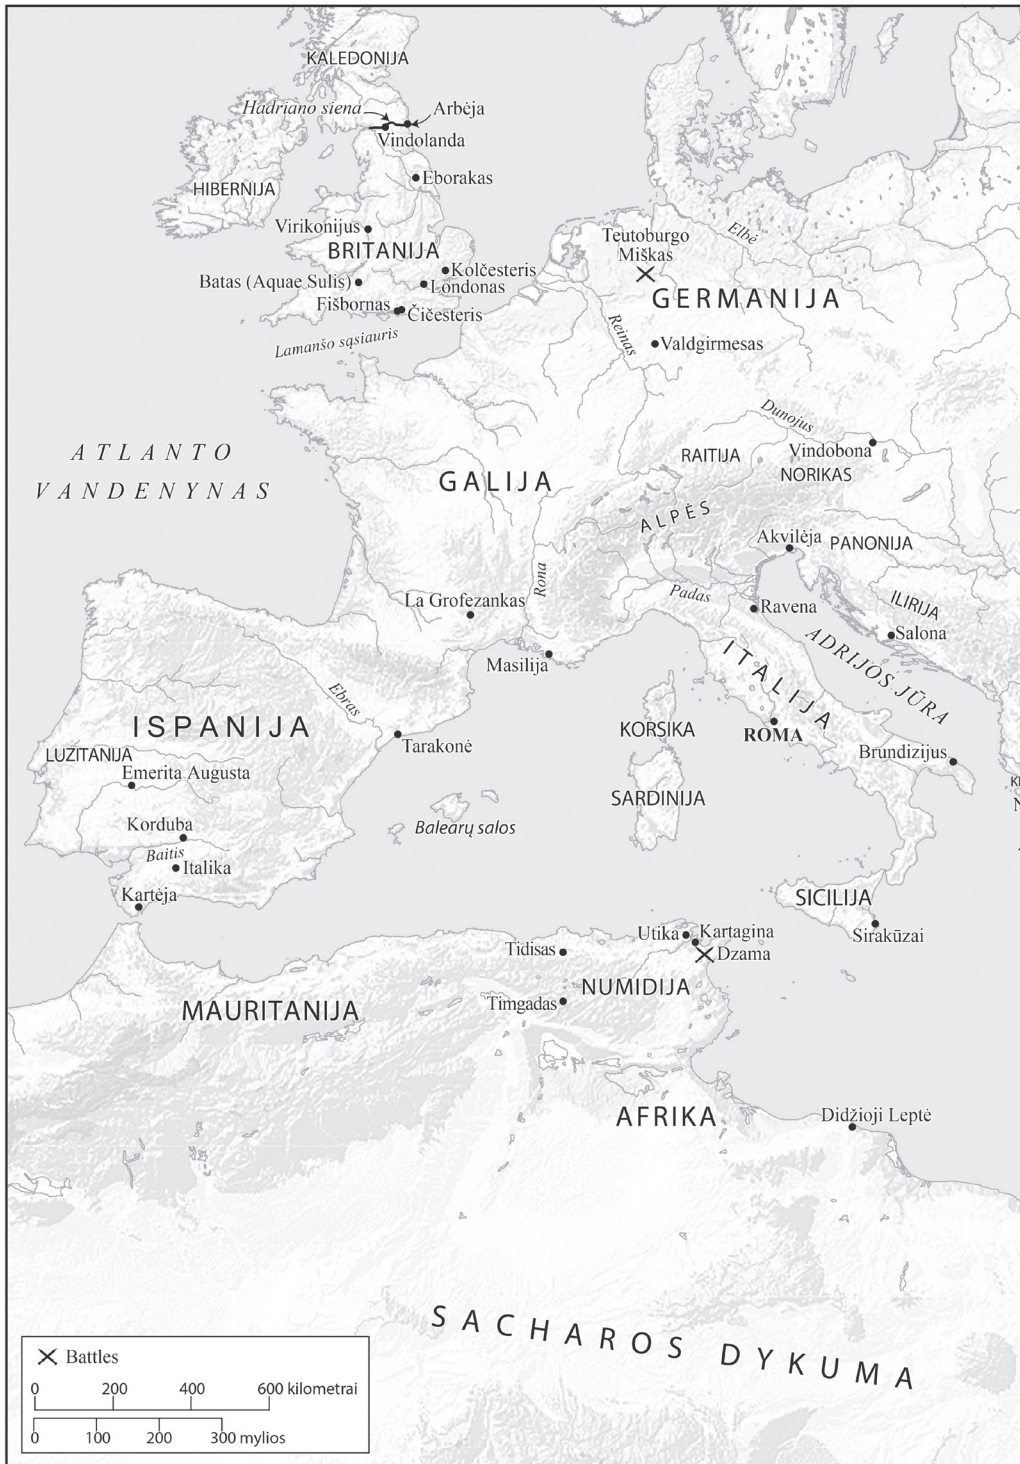 KALEDONIJA
Hadriano siena
Arbėja
Vindolanda
Eborakas
HIBERNIJA
Virikonijus
BRITANIJA
Kolčesteris
Batas (Aquae Sulis)
Londonas
Fišbornas
Čičesteris
Lamanšo sąsiauris
Teutoburgo
Miškas
Elbė
GERMANIJA
Reinas
Valdgirmesas
Dunojus
Vindobona
RAITIJA
NORIKAS
ATLANTO
VANDENYNAS
GALIJA
ALPĖS
Akvilėja
PANONIJA
Rona
Padas
La Grofezankas
Ravena
ILIRIJA
Salona
Masilija
ITALIJA
ADRIJOS JŪRA
Ebras
ISPANIJA
KORSIKA
ROMA
Tarakonė
LUZITANIJA
Brundizijus
Emerita Augusta
SARDINIJA
Balearų salos
Korduba
Baitis
Italika
Kartėja
SICILIJA
Sirakūzai
Utika
Kartagina
Dzama
Tidisas
NUMIDIJA
Timgadas
MAURITANIJA
AFRIKA
Didžioji Leptė
SACHAROS DYKUMA
Battles
0 200 400 600 kilometrai
0 100 200 300 mylios